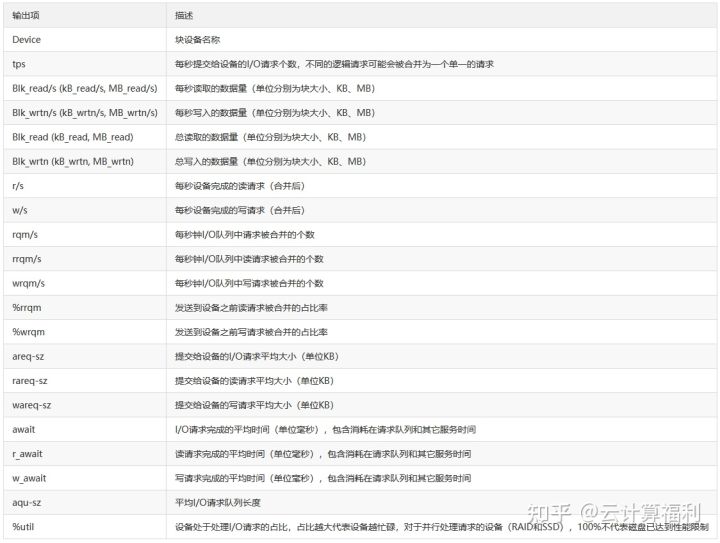 输出项 描述
Device 块设备名称
tps 每秒提交给设备的I/O请求个数，不同的逻辑请求可能会被合并为一个单一的请求
Blk_read/s (kB_read/s, MB_read/s) 每秒读取的数据量（单位分别为块大小、KB、MB）
Blk_wrtn/s (kB_wrtn/s, MB_wrtn/s) 每秒写入的数据量（单位分别为块大小、KB、MB）
Blk_read (kB_read, MB_read) 总读取的数据量（单位分别为块大小、KB、MB）
Blk_wrtn (kB_wrtn, MB_wrtn) 总写入的数据量（单位分别为块大小、KB、MB）
r/s 每秒设备完成的读请求（合并后）
w/s 每秒设备完成的写请求（合并后）
rqm/s 每秒钟I/O队列中请求被合并的个数
rrqm/s 每秒钟I/O队列中读请求被合并的个数
wrqm/s 每秒钟I/O队列中写请求被合并的个数
%rrqm 发送到设备之前读请求被合并的占比率
%wrqm 发送到设备之前写请求被合并的占比率
areq-sz 提交给设备的I/O请求平均大小（单位KB）
rareq-sz 提交给设备的读请求平均大小（单位KB）
wareq-sz 提交给设备的写请求平均大小（单位KB）
await I/O请求完成的平均时间（单位毫秒），包含消耗在请求队列和其它服务时间
r_await 读请求完成的平均时间（单位毫秒），包含消耗在请求队列和其它服务时间
w_await 写请求完成的平均时间（单位毫秒），包含消耗在请求队列和其它服务时间
aqu-sz 平均I/O请求队列长度
%util 设备处于处理I/O请求的占比，占比越大代表设备越忙碌，对于并行处理请求的设备（RAID和SSD），100%不代表磁盘已达到性能限制
知乎 @云计算福利